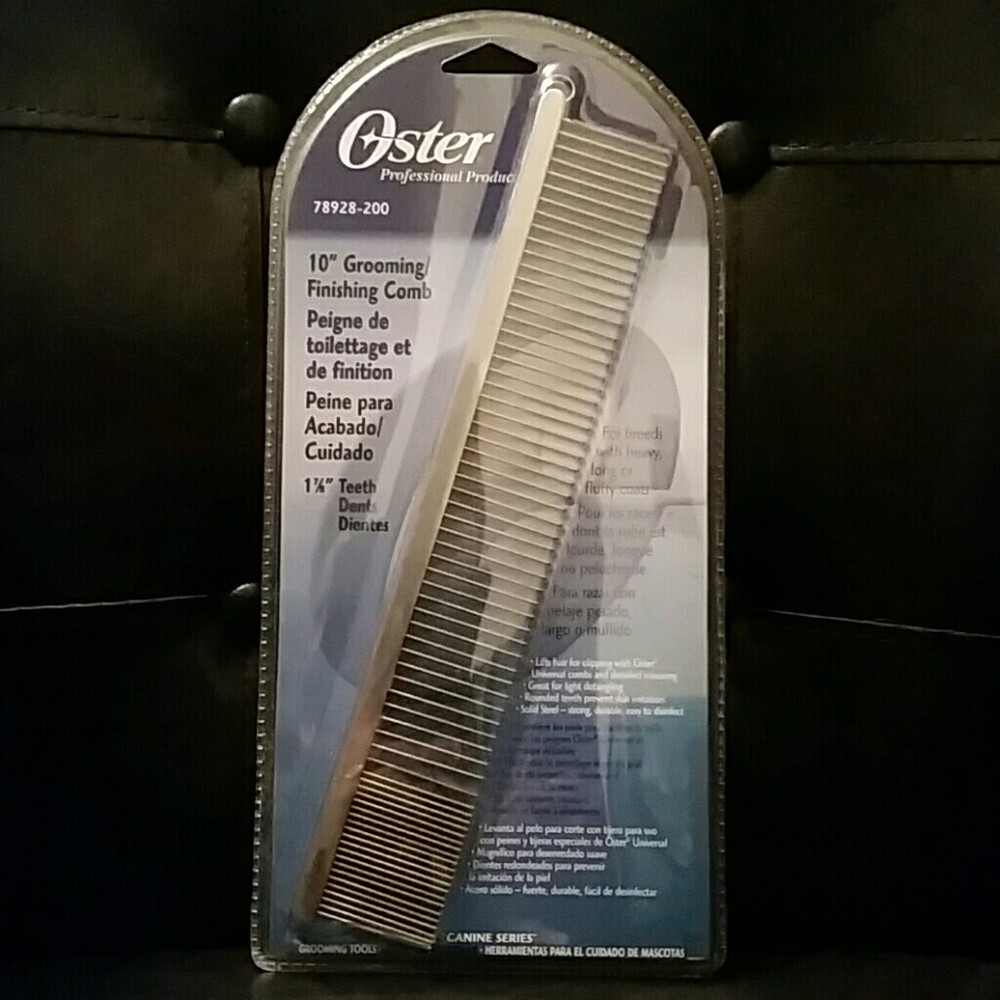 Oster
Professional Produc
78928-200
10" Grooming/
Finishing Comb
Peigne de
toilettage et
de finition
Peine para
Acabado/
Cuidado
1⅞" Teeth
Dents
Dientes
For breeds
with heavy,
long or
fluffy coats
Pour les races
dont la robe est
lourde, longue
ou pelucheuse
Para razas con
pelaje pesado,
largo o mullido
• Lifts hair for clipping with Oster®
Universal combs and detailed scissoring
• Great for light detangling
• Rounded teeth prevent skin irritation
• Solid Steel – strong, durable, easy to disinfect
• Levanta al pelo para corte con tijera para uso
con peines y tijeras especiales de Oster® Universal
• Magnífico para desenredado suave
• Dientes redondeados para prevenir
la irritación de la piel
• Acero sólido – fuerte, durable, fácil de desinfectar
CANINE SERIES™
GROOMING TOOLS
• HERRAMIENTAS PARA EL CUIDADO DE MASCOTAS